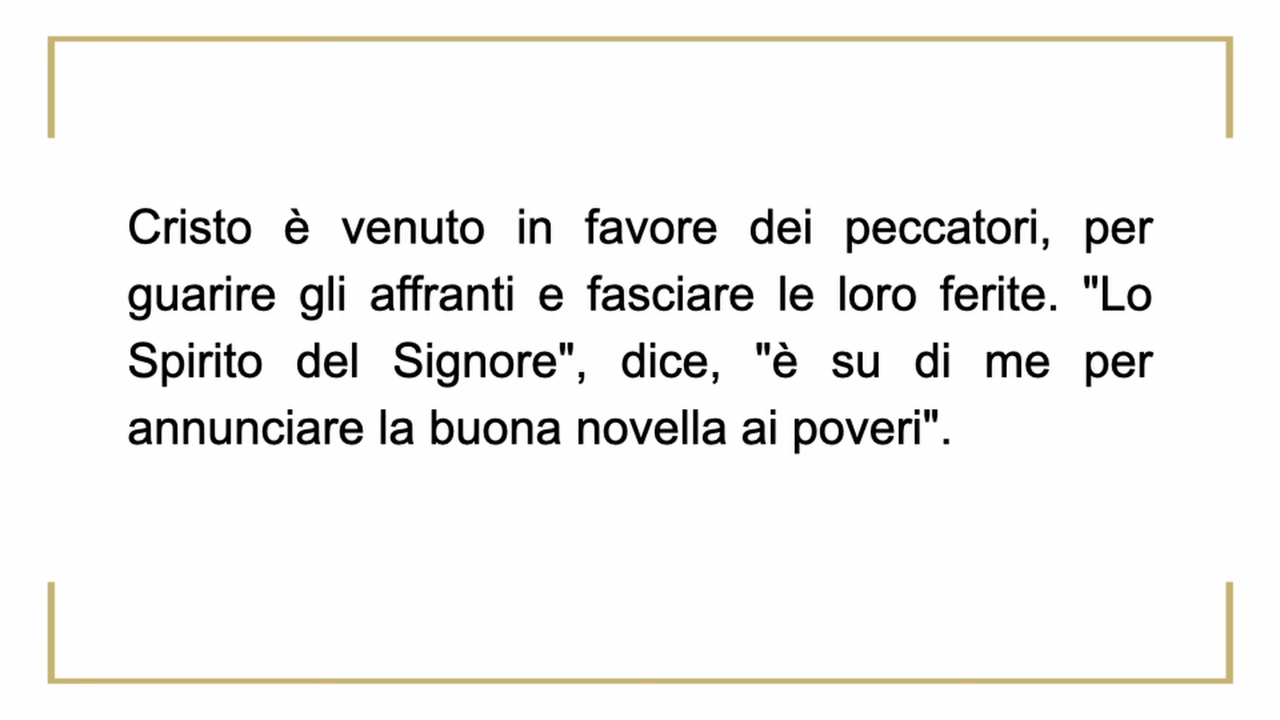 Cristo è venuto in favore dei peccatori, per
guarire gli affranti e fasciare le loro ferite. "Lo
Spirito del Signore", dice, "è su di me per
annunciare la buona novella ai poveri".